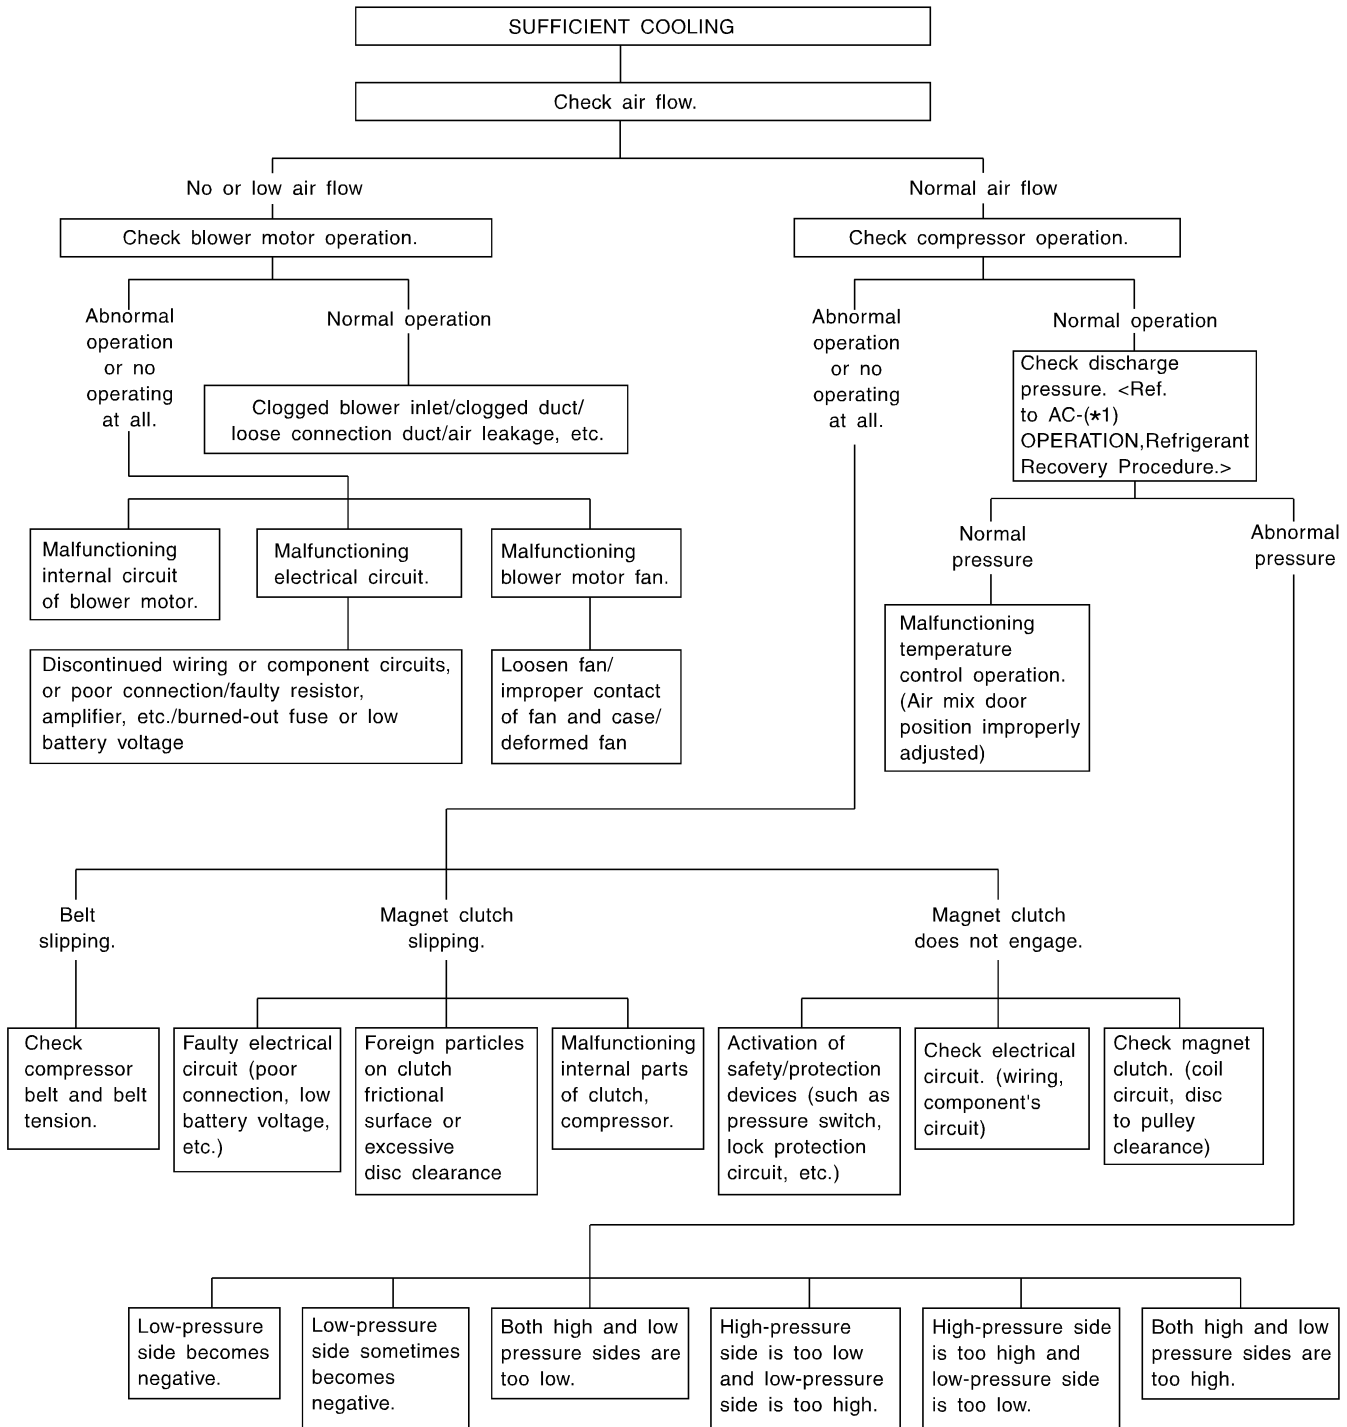 SUFFICIENT COOLING
Check air flow.
No or low air flow
Normal air flow
Check blower motor operation.
Check compressor operation.
Abnormal
operation
or no
operating
at all.
Normal operation
Abnormal
operation
or no
operating
at all.
Normal operation
Clogged blower inlet/clogged duct/
loose connection duct/air leakage, etc.
Check discharge
pressure. <Ref.
to AC-(★1)
OPERATION,Refrigerant
Recovery Procedure.>
Malfunctioning
internal circuit
of blower motor.
Malfunctioning
electrical circuit.
Malfunctioning
blower motor fan.
Normal
pressure
Abnormal
pressure
Discontinued wiring or component circuits,
or poor connection/faulty resistor,
amplifier, etc./burned-out fuse or low
battery voltage
Loosen fan/
improper contact
of fan and case/
deformed fan
Malfunctioning
temperature
control operation.
(Air mix door
position improperly
adjusted)
Belt
slipping.
Magnet clutch
slipping.
Magnet clutch
does not engage.
Check
compressor
belt and belt
tension.
Faulty electrical
circuit (poor
connection, low
battery voltage,
etc.)
Foreign particles
on clutch
frictional
surface or
excessive
disc clearance
Malfunctioning
internal parts
of clutch,
compressor.
Activation of
safety/protection
devices (such as
pressure switch,
lock protection
circuit, etc.)
Check electrical
circuit. (wiring,
component's
circuit)
Check magnet
clutch. (coil
circuit, disc
to pulley
clearance)
Low-pressure
side becomes
negative.
Low-pressure
side sometimes
becomes
negative.
Both high and low
pressure sides are
too low.
High-pressure
side is too low
and low-pressure
side is too high.
High-pressure side
is too high and
low-pressure side
is too low.
Both high and low
pressure sides are
too high.